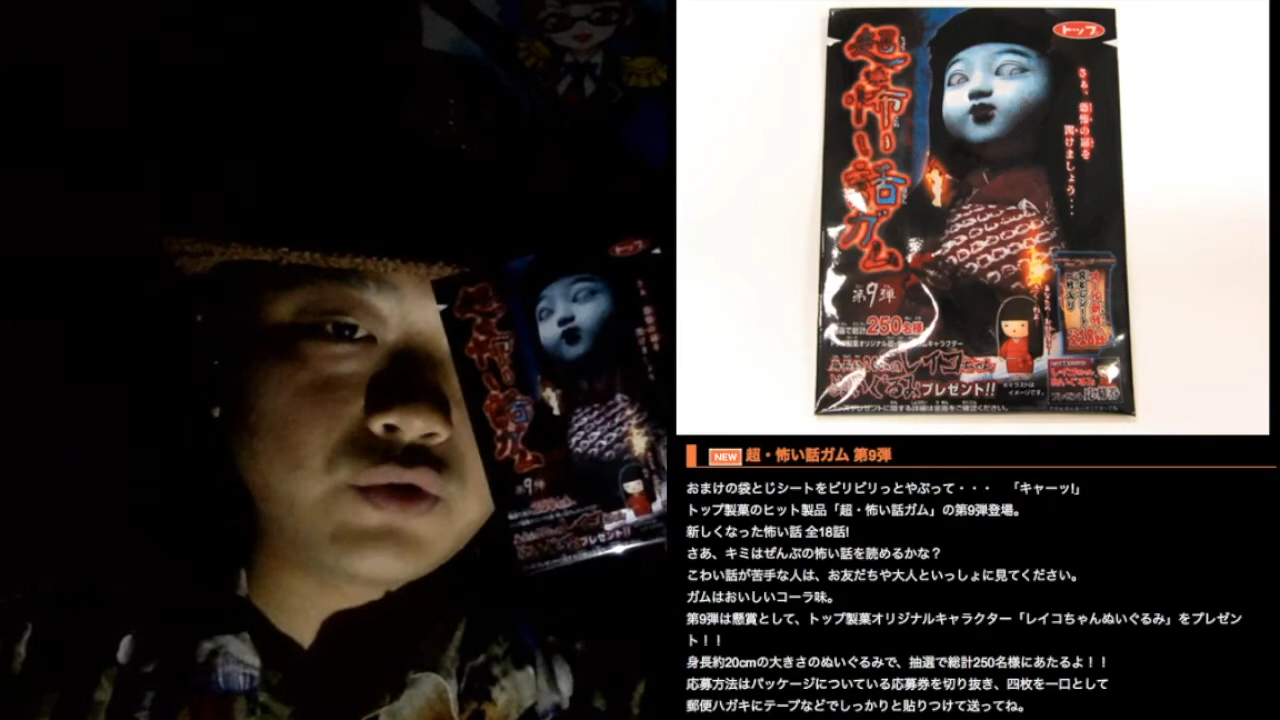 トップ
超・怖い話ガム
さあ、恐怖の扉を
開けましょう・・・
第9弾
250名様
プレゼント!!
NEW 超・怖い話ガム 第9弾
おまけの袋とじシートをビリビリっとやぶって・・・ 「キャーッ!」
トップ製菓のヒット製品「超・怖い話ガム」の第9弾登場。
新しくなった怖い話 全18話!
さあ、キミはぜんぶの怖い話を読めるかな？
こわい話が苦手な人は、お友だちや大人といっしょに見てください。
ガムはおいしいコーラ味。
第9弾は懸賞として、トップ製菓オリジナルキャラクター「レイコちゃんぬいぐるみ」をプレゼン
ト！！
身長約20cmの大きさのぬいぐるみで、抽選で総計250名様にあたるよ！！
応募方法はパッケージについている応募券を切り抜き、四枚を一口として
郵便ハガキにテープなどでしっかりと貼りつけて送ってね。
トップ
超・怖い話ガム
第9弾
プレゼント!!